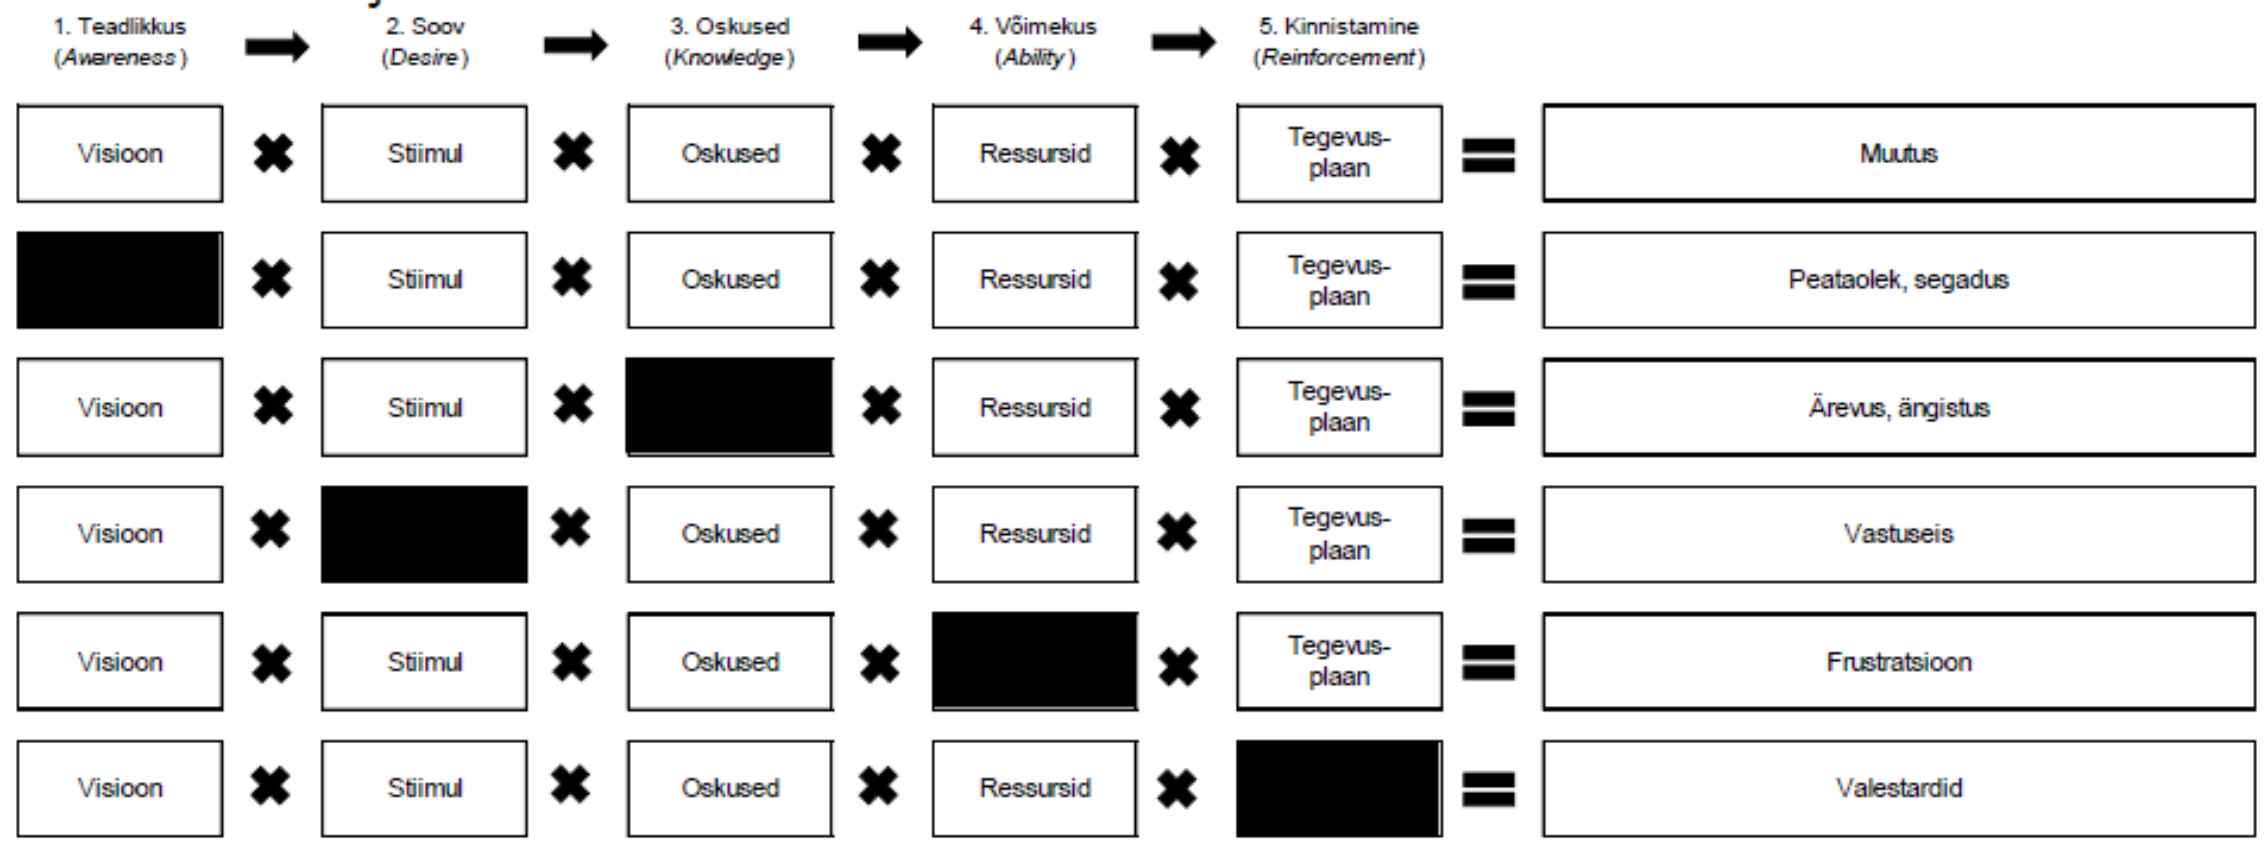 1. Teadlikkus
(Awareness)
2. Soov
(Desire)
3. Oskused
(Knowledge)
4. Võimekus
(Ability)
5. Kinnistamine
(Reinforcement)
Visioon
Stiimul
Oskused
Ressursid
Tegevus-
plaan
Muutus
Stiimul
Oskused
Ressursid
Tegevus-
plaan
Peataolek, segadus
Visioon
Stiimul
Ressursid
Tegevus-
plaan
Ärevus, ängistus
Visioon
Oskused
Ressursid
Tegevus-
plaan
Vastuseis
Visioon
Stiimul
Oskused
Tegevus-
plaan
Frustratsioon
Visioon
Stiimul
Oskused
Ressursid
Valestardid